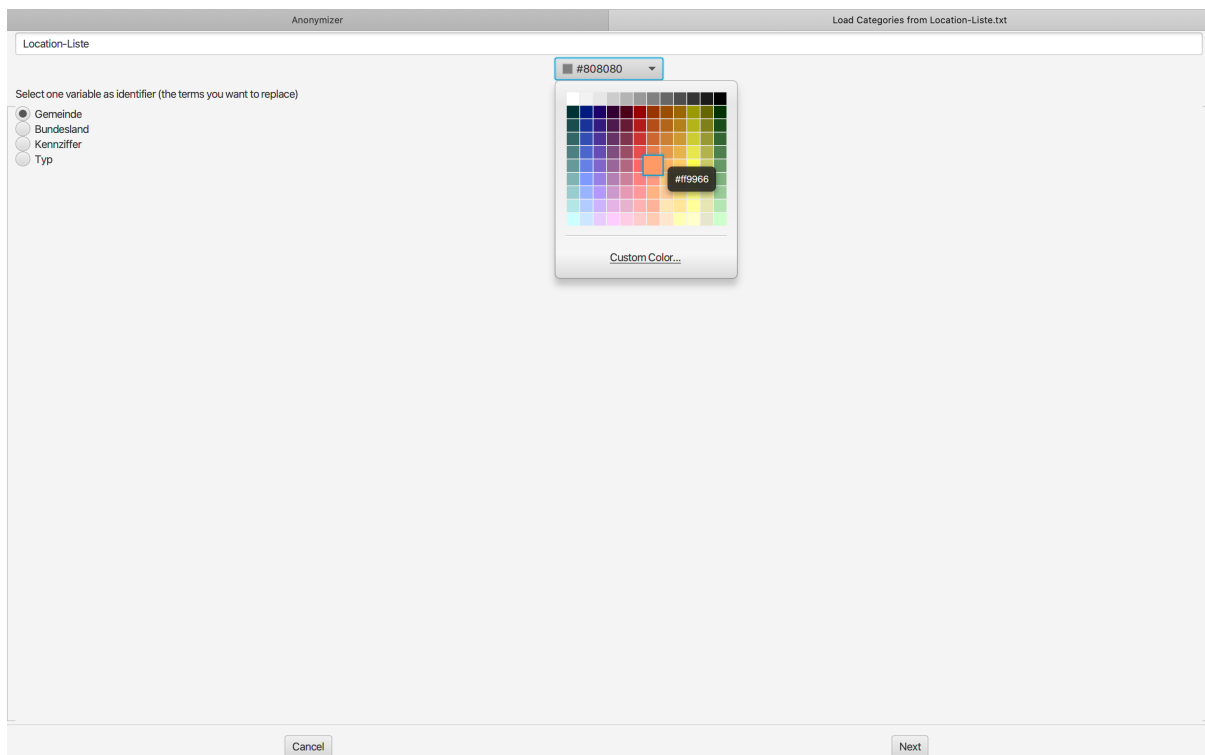 Anonymizer
Load Categories from Location-Liste.txt
Location-Liste
#808080
Select one variable as identifier (the terms you want to replace)
Gemeinde
Bundesland
Kennziffer
Typ
#ff9966
Custom Color...
Cancel
Next